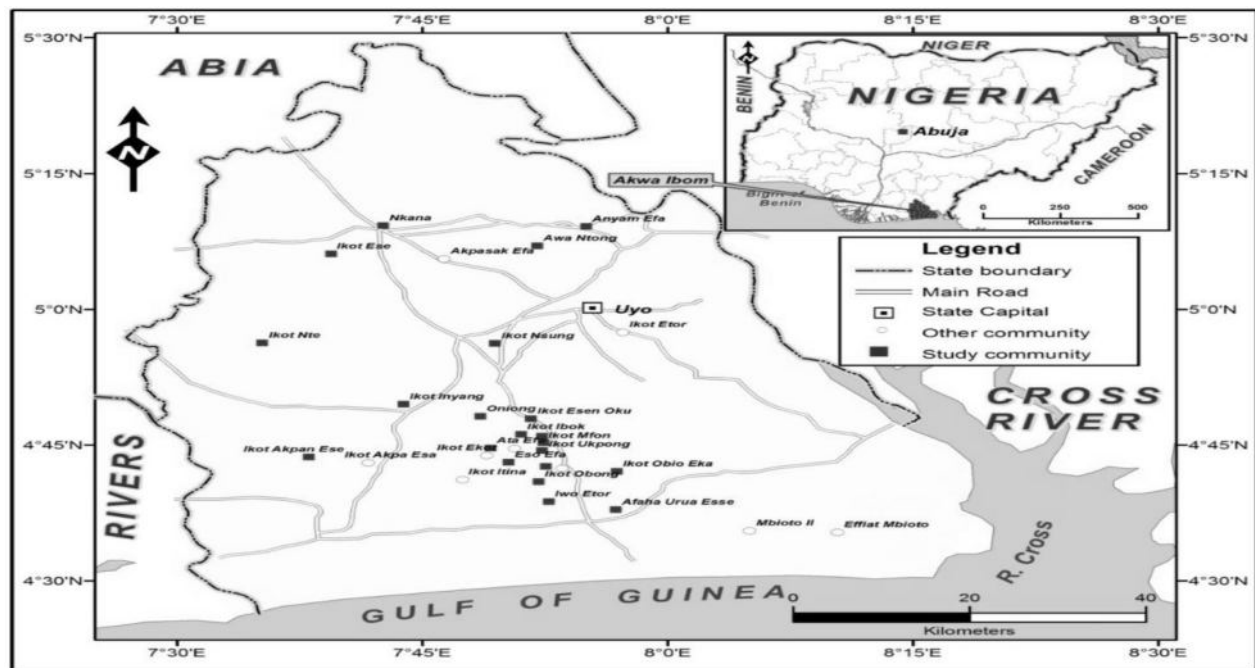 7°30'E 7°45'E 8°0'E 8°15'E 8°30'E
5°30'N 5°30'N
ABIA
N
NIGER
BENIN
N
NIGERIA
Abuja
CAMEROON
Akwa Ibom
Bight of
Benin
0 250 500
Kilometers
5°15'N 5°15'N
Nkana
Anyam Efa
Ikot Ese
Awa Ntong
Akpasak Efa
Legend
State boundary
Main Road
State Capital
Other community
Study community
5°0'N 5°0'N
Uyo
Ikot Etor
Ikot Nte
Ikot Nsung
Ikot Inyang
Oniong
Ikot Esen Oku
Ikot Ibok
Ikot Mfon
Ikot Ukpong
4°45'N 4°45'N
Ikot Akpan Ese
Ikot Akpa Esa
Ikot Eko
Ata Efa
Eso Efa
Ikot Itina
Ikot Obong
Ikot Obio Eka
Iwo Etor
Afaha Urua Esse
Mbioto II
Effiat Mbioto
CROSS
RIVER
RIVERS
R. Cross
4°30'N 4°30'N
GULF OF GUINEA
0 20 40
Kilometers
7°30'E 7°45'E 8°0'E 8°15'E 8°30'E